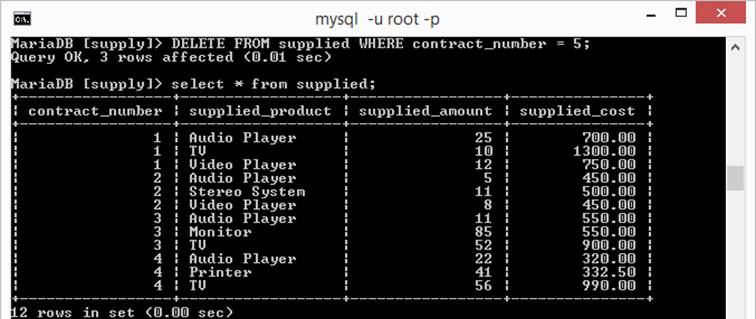 mysql -u root -p
MariaDB [supply]> DELETE FROM supplied WHERE contract_number = 5;
Query OK, 3 rows affected (0.01 sec)
MariaDB [supply]> select * from supplied;
+-----------------+------------------+-----------------+---------------+
| contract_number | supplied_product | supplied_amount | supplied_cost |
+-----------------+------------------+-----------------+---------------+
| 1 | Audio Player | 25 | 700.00 |
| 1 | TV | 10 | 1300.00 |
| 1 | Video Player | 12 | 750.00 |
| 2 | Audio Player | 5 | 450.00 |
| 2 | Stereo System | 11 | 500.00 |
| 2 | Video Player | 8 | 450.00 |
| 3 | Audio Player | 11 | 550.00 |
| 3 | Monitor | 85 | 550.00 |
| 3 | TV | 52 | 900.00 |
| 4 | Audio Player | 22 | 320.00 |
| 4 | Printer | 41 | 332.50 |
| 4 | TV | 56 | 990.00 |
+-----------------+------------------+-----------------+---------------+
12 rows in set (0.00 sec)